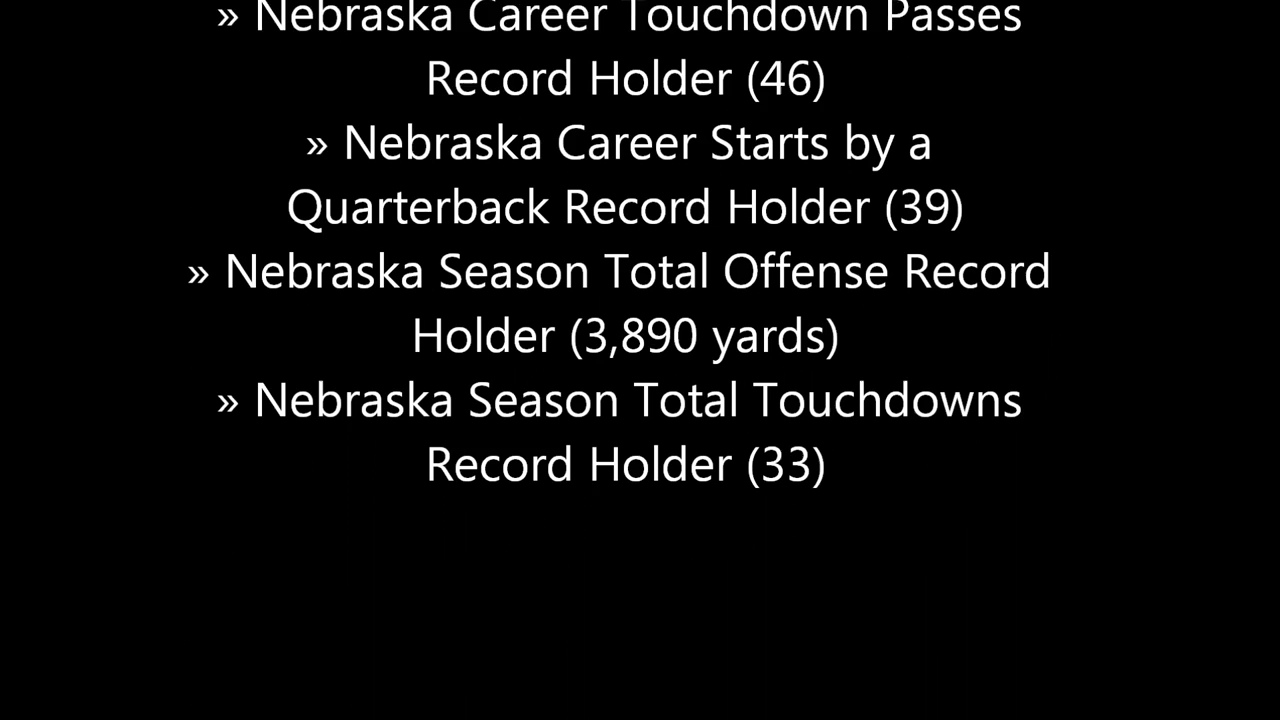 » Nebraska Career Touchdown Passes
Record Holder (46)
» Nebraska Career Starts by a
Quarterback Record Holder (39)
» Nebraska Season Total Offense Record
Holder (3,890 yards)
» Nebraska Season Total Touchdowns
Record Holder (33)